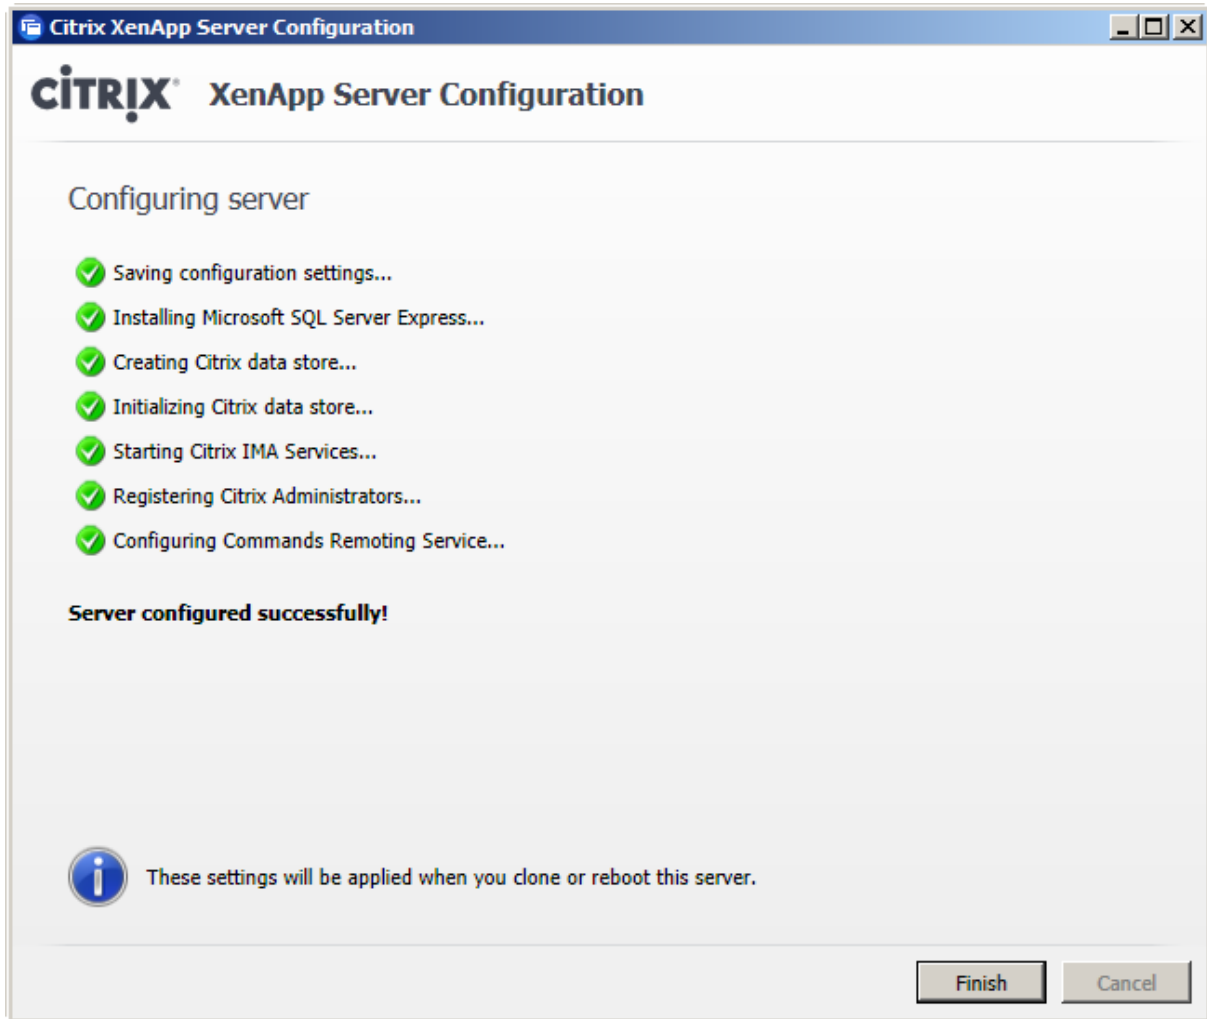 Citrix XenApp Server Configuration
CİTRIX® XenApp Server Configuration
Configuring server
Saving configuration settings...
Installing Microsoft SQL Server Express...
Creating Citrix data store...
Initializing Citrix data store...
Starting Citrix IMA Services...
Registering Citrix Administrators...
Configuring Commands Remoting Service...
Server configured successfully!
These settings will be applied when you clone or reboot this server.
Finish Cancel